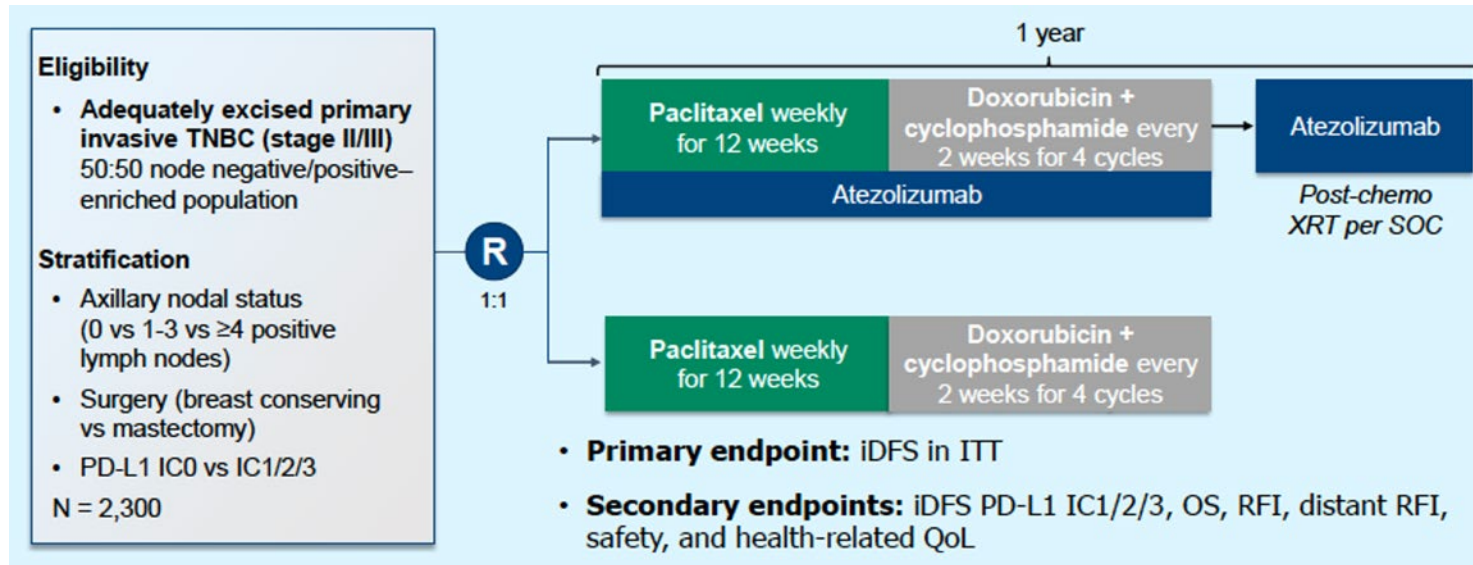 Eligibility
• Adequately excised primary
invasive TNBC (stage II/III)
50:50 node negative/positive–
enriched population
Stratification
• Axillary nodal status
(0 vs 1-3 vs ≥4 positive
lymph nodes)
• Surgery (breast conserving
vs mastectomy)
• PD-L1 IC0 vs IC1/2/3
N = 2,300
R
1:1
1 year
Paclitaxel weekly
for 12 weeks
Doxorubicin +
cyclophosphamide every
2 weeks for 4 cycles
Atezolizumab
Atezolizumab
Post-chemo
XRT per SOC
Paclitaxel weekly
for 12 weeks
Doxorubicin +
cyclophosphamide every
2 weeks for 4 cycles
• Primary endpoint: iDFS in ITT
• Secondary endpoints: iDFS PD-L1 IC1/2/3, OS, RFI, distant RFI,
safety, and health-related QoL